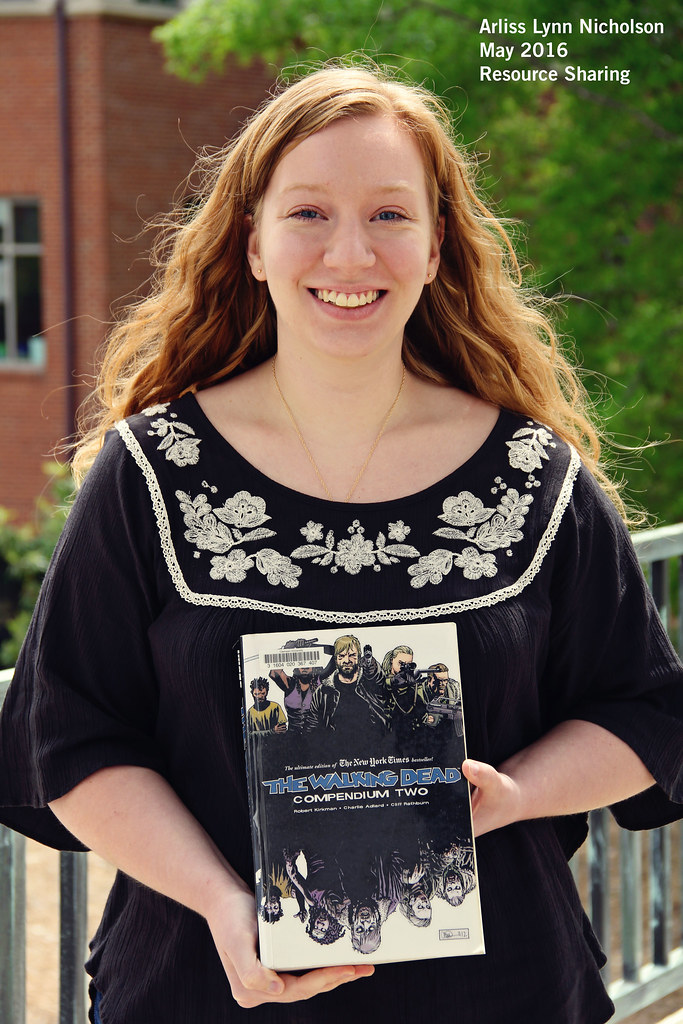 Arliss Lynn Nicholson
May 2016
Resource Sharing
The ultimate edition of The New York Times bestseller!
THE WALKING DEAD
COMPENDIUM TWO
Robert Kirkman • Charlie Adlard • Cliff Rathburn